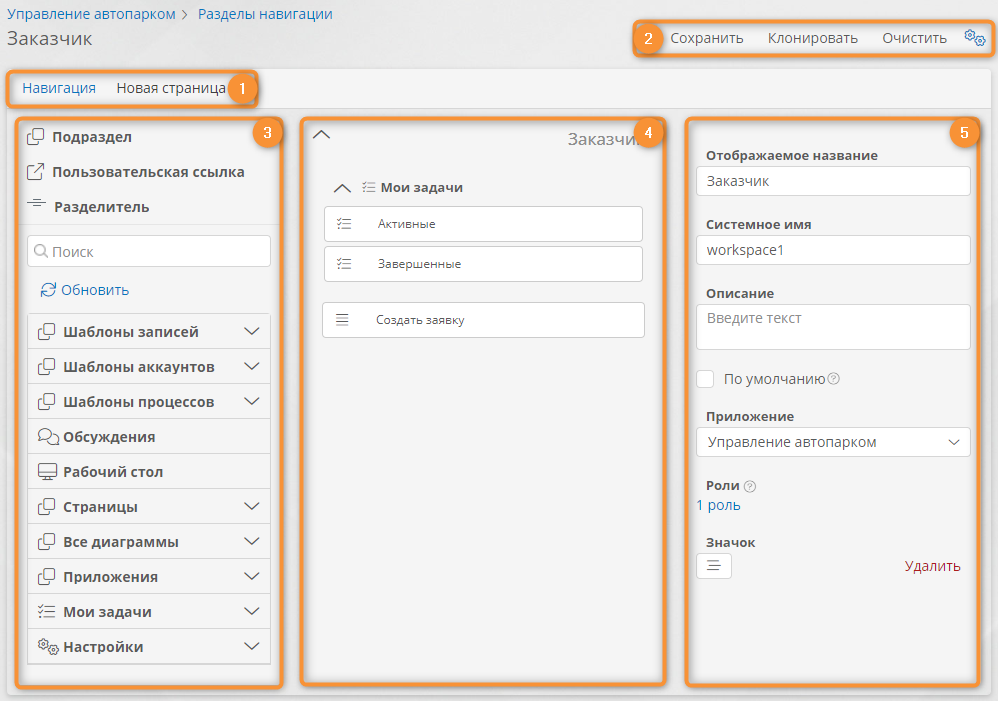 Управление автопарком > Разделы навигации
Заказчик
2 Сохранить Клонировать Очистить
Навигация Новая страница 1
3
Подраздел
Пользовательская ссылка
Разделитель
Поиск
Обновить
Шаблоны записей
Шаблоны аккаунтов
Шаблоны процессов
Обсуждения
Рабочий стол
Страницы
Все диаграммы
Приложения
Мои задачи
Настройки
4
Заказчи
Мои задачи
Активные
Завершенные
Создать заявку
5
Отображаемое название
Заказчик
Системное имя
workspace1
Описание
Введите текст
По умолчанию ?
Приложение
Управление автопарком
Роли ?
1 роль
Значок
Удалить